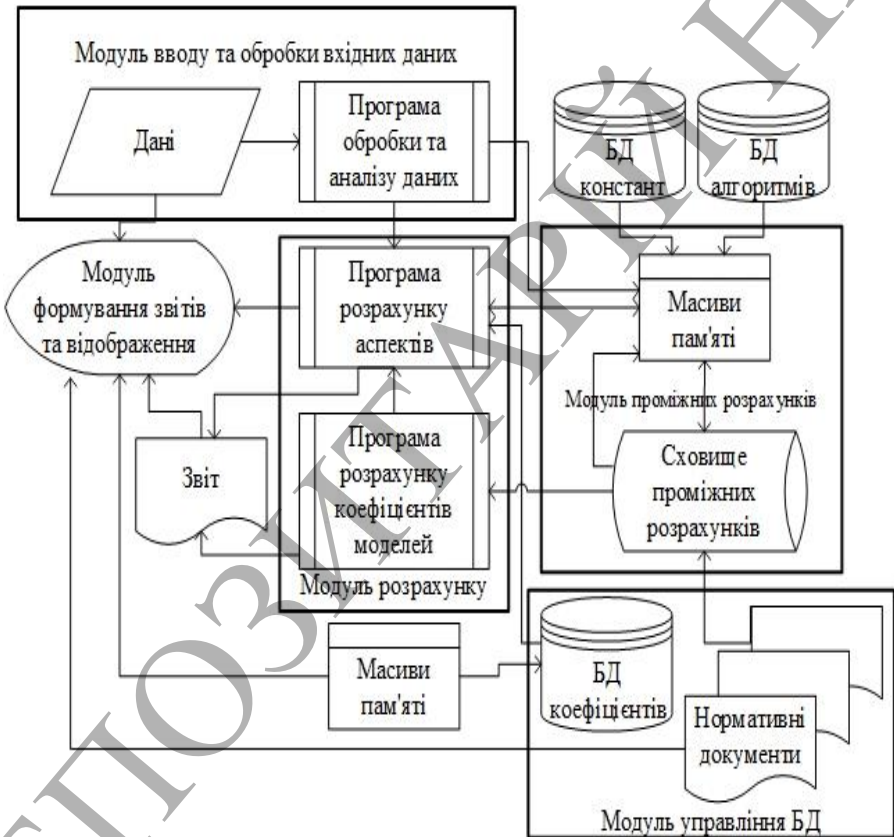 Модуль вводу та обробки вхідних даних
Дані
Програма
обробки та
аналізу даних
БД
констант
БД
алгоритмів
Модуль
формування звітів
та відображення
Програма
розрахунку
аспектів
Масиви
пам'яті
Модуль проміжних розрахунків
Звіт
Програма
розрахунку
коефіцієнтів
моделей
Модуль розрахунку
Сховище
проміжних
розрахунків
Масиви
пам'яті
БД
коефіцієнтів
Нормативні
документи
Модуль управління БД
ЕПОЗИТАРІЙ